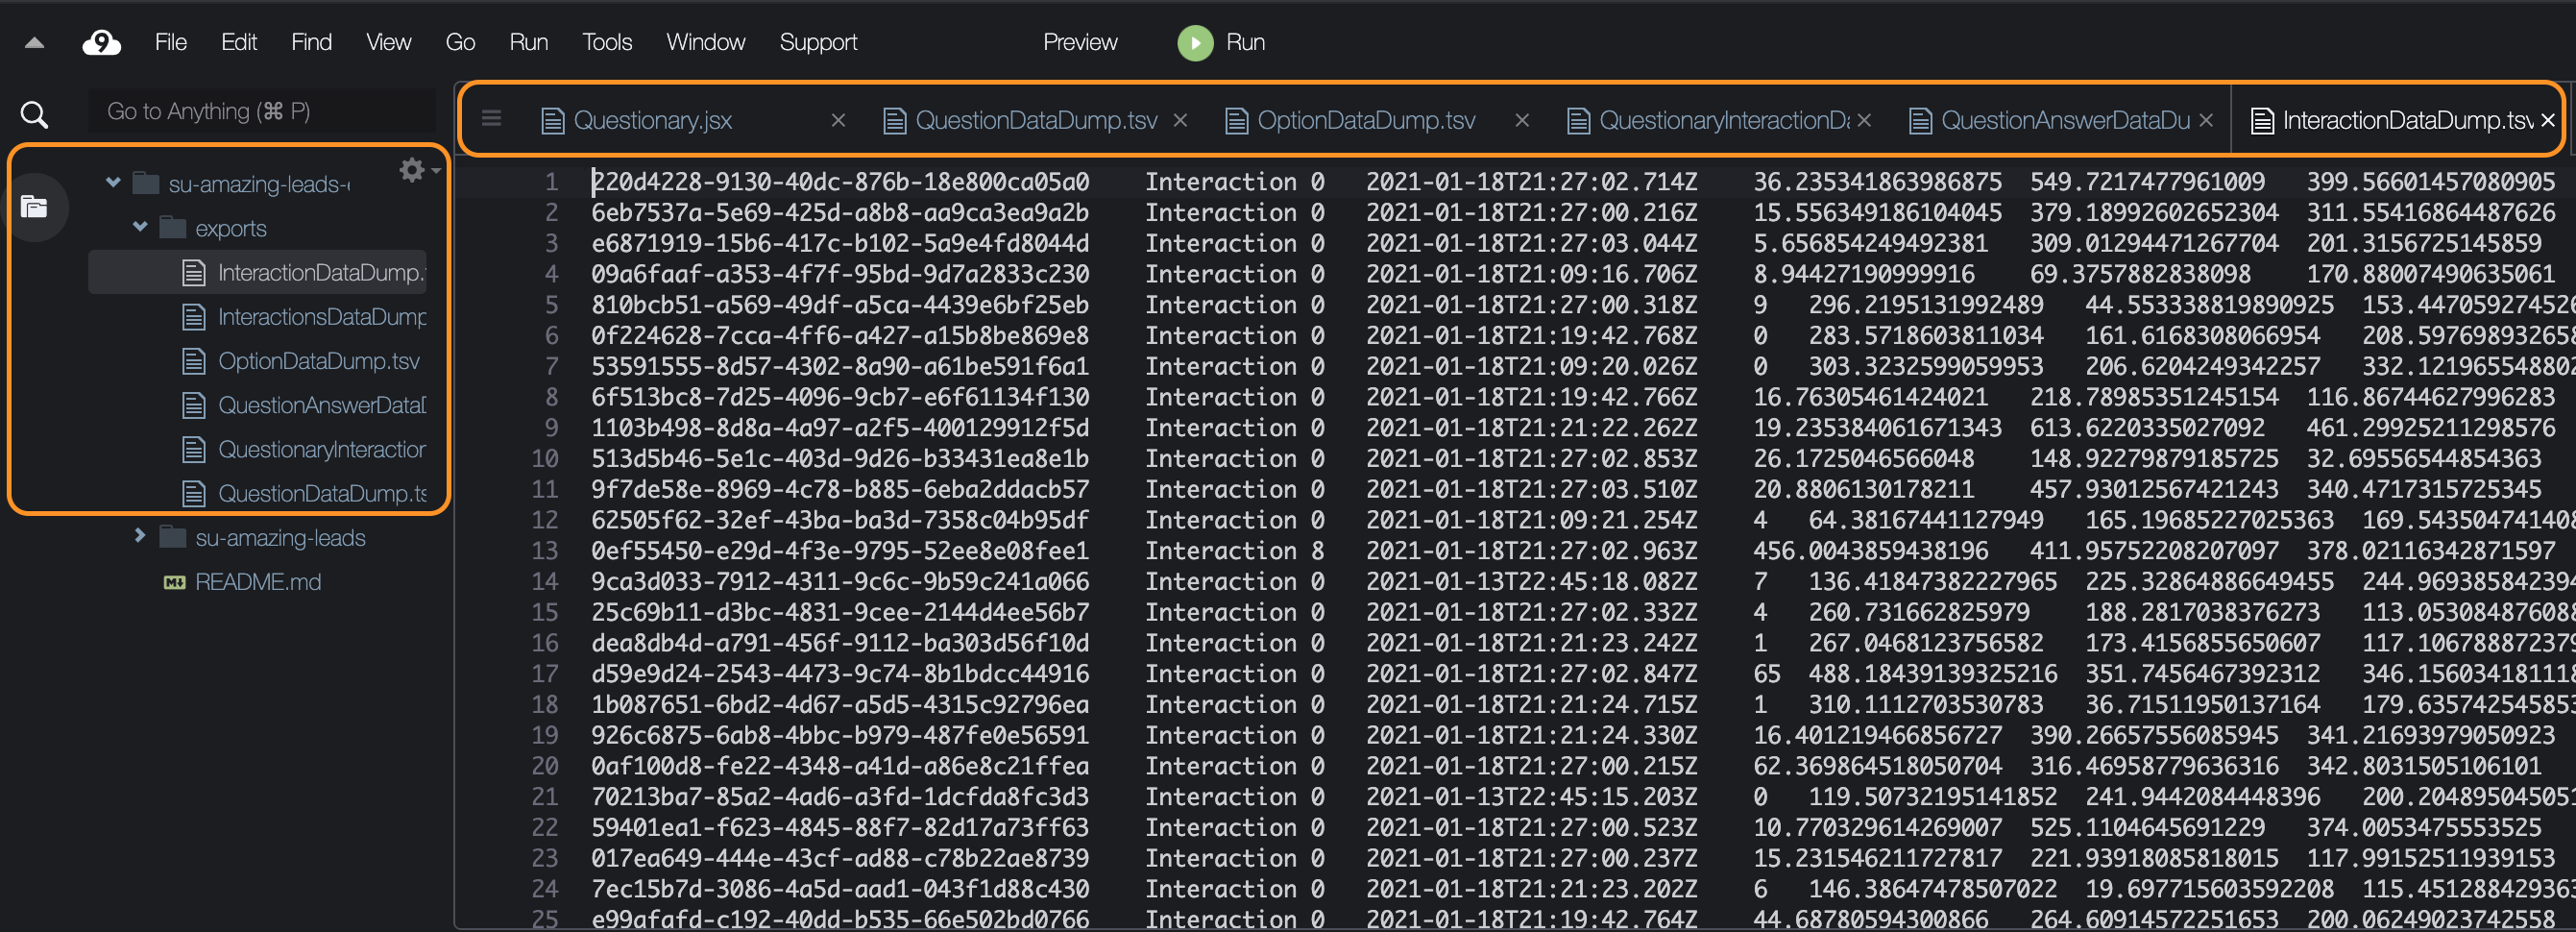 9 File Edit Find View Go Run Tools Window Support Preview Run
Go to Anything (⌘ P)
su-amazing-leads-
exports
InteractionDataDump.
InteractionsDataDump
OptionDataDump.tsv
QuestionAnswerData
QuestionaryInteraction
QuestionDataDump.ts
su-amazing-leads
README.md
Questionary.jsx QuestionDataDump.tsv OptionDataDump.tsv QuestionaryInteractionDa QuestionAnswerDataDu InteractionDataDump.tsv
1 220d4228-9130-40dc-876b-18e800ca05a0 Interaction 0 2021-01-18T21:27:02.714Z 36.235341863986875 549.7217477961009 399.56601457080905
2 6eb7537a-5e69-425d-a8b8-aa9ca3ea9a2b Interaction 0 2021-01-18T21:27:00.216Z 15.556349186104045 379.18992602652304 311.55416864487626
3 e6871919-15b6-417c-b102-5a9e4fd8044d Interaction 0 2021-01-18T21:27:03.044Z 5.656854249492381 309.01294471267704 201.3156725145859
4 09a6faaf-a353-4f7f-95bd-9d7a2833c230 Interaction 0 2021-01-18T21:09:16.706Z 8.94427190999916 69.3757882838098 170.88007490635061
5 810bcb51-a569-49df-a5ca-4439e6bf25eb Interaction 0 2021-01-18T21:27:00.318Z 9 296.2195131992489 44.553338819890925 153.447059274526
6 0f224628-7cca-4ff6-a427-a15b8be869e8 Interaction 0 2021-01-18T21:19:42.768Z 0 283.5718603811034 161.6168308066954 208.597698932658
7 53591555-8d57-4302-8a90-a61be591f6a1 Interaction 0 2021-01-18T21:09:20.026Z 0 303.3232599059953 206.6204249342257 332.121965548802
8 6f513bc8-7d25-4096-9cb7-e6f61134f130 Interaction 0 2021-01-18T21:19:42.766Z 16.76305461424021 218.78985351245154 116.86744627996283
9 1103b498-8d8a-4a97-a2f5-400129912f5d Interaction 0 2021-01-18T21:21:22.262Z 19.235384061671343 613.6220335027092 461.29925211298576
10 513d5b46-5e1c-403d-9d26-b33431ea8e1b Interaction 0 2021-01-18T21:27:02.853Z 26.1725046566048 148.92279879185725 32.69556544854363
11 9f7de58e-8969-4c78-b885-6eba2ddacb57 Interaction 0 2021-01-18T21:27:03.510Z 20.8806130178211 457.93012567421243 340.4717315725345
12 62505f62-32ef-43ba-ba3d-7358c04b95df Interaction 0 2021-01-18T21:09:21.254Z 4 64.38167441127949 165.19685227025363 169.543504741408
13 0ef55450-e29d-4f3e-9795-52ee8e08fee1 Interaction 8 2021-01-18T21:27:02.963Z 456.0043859438196 411.95752208207097 378.02116342871597
14 9ca3d033-7912-4311-9c6c-9b59c241a066 Interaction 0 2021-01-13T22:45:18.082Z 7 136.41847382227965 225.32864886649455 244.969385842394
15 25c69b11-d3bc-4831-9cee-2144d4ee56b7 Interaction 0 2021-01-18T21:27:02.332Z 4 260.731662825979 188.2817038376273 113.053084876088
16 dea8db4d-a791-456f-9112-ba303d56f10d Interaction 0 2021-01-18T21:21:23.242Z 1 267.0468123756582 173.4156855650607 117.106788872379
17 d59e9d24-2543-4473-9c74-8b1bdcc44916 Interaction 0 2021-01-18T21:27:02.847Z 65 488.18439139325216 351.7456467392312 346.156034181118
18 1b087651-6bd2-4d67-a5d5-4315c92796ea Interaction 0 2021-01-18T21:21:24.715Z 1 310.1112703530783 36.71511950137164 179.635742545853
19 926c6875-6ab8-4bbc-b979-487fe0e56591 Interaction 0 2021-01-18T21:21:24.330Z 16.401219466856727 390.26657556085945 341.21693979050923
20 0af100d8-fe22-4348-a41d-a86e8c21ffea Interaction 0 2021-01-18T21:27:00.215Z 62.369864518050704 316.46958779636316 342.8031505106101
21 70213ba7-85a2-4ad6-a3fd-1dcfda8fc3d3 Interaction 0 2021-01-13T22:45:15.203Z 0 119.50732195141852 241.9442084448396 200.204895045051
22 59401ea1-f623-4845-88f7-82d17a73ff63 Interaction 0 2021-01-18T21:27:00.523Z 10.770329614269007 525.1104645691229 374.0053475553525
23 017ea649-444e-43cf-ad88-c78b22ae8739 Interaction 0 2021-01-18T21:27:00.237Z 15.231546211727817 221.93918085818015 117.99152511939153
24 7ec15b7d-3086-4a5d-aad1-043f1d88c430 Interaction 0 2021-01-18T21:21:23.202Z 6 146.38647478507022 19.697715603592208 115.451288429363
25 e99afafd-c192-40dd-b535-66e502bd0766 Interaction 0 2021-01-18T21:19:42.764Z 44.68780594300866 264.60914572251653 200.06249023742558